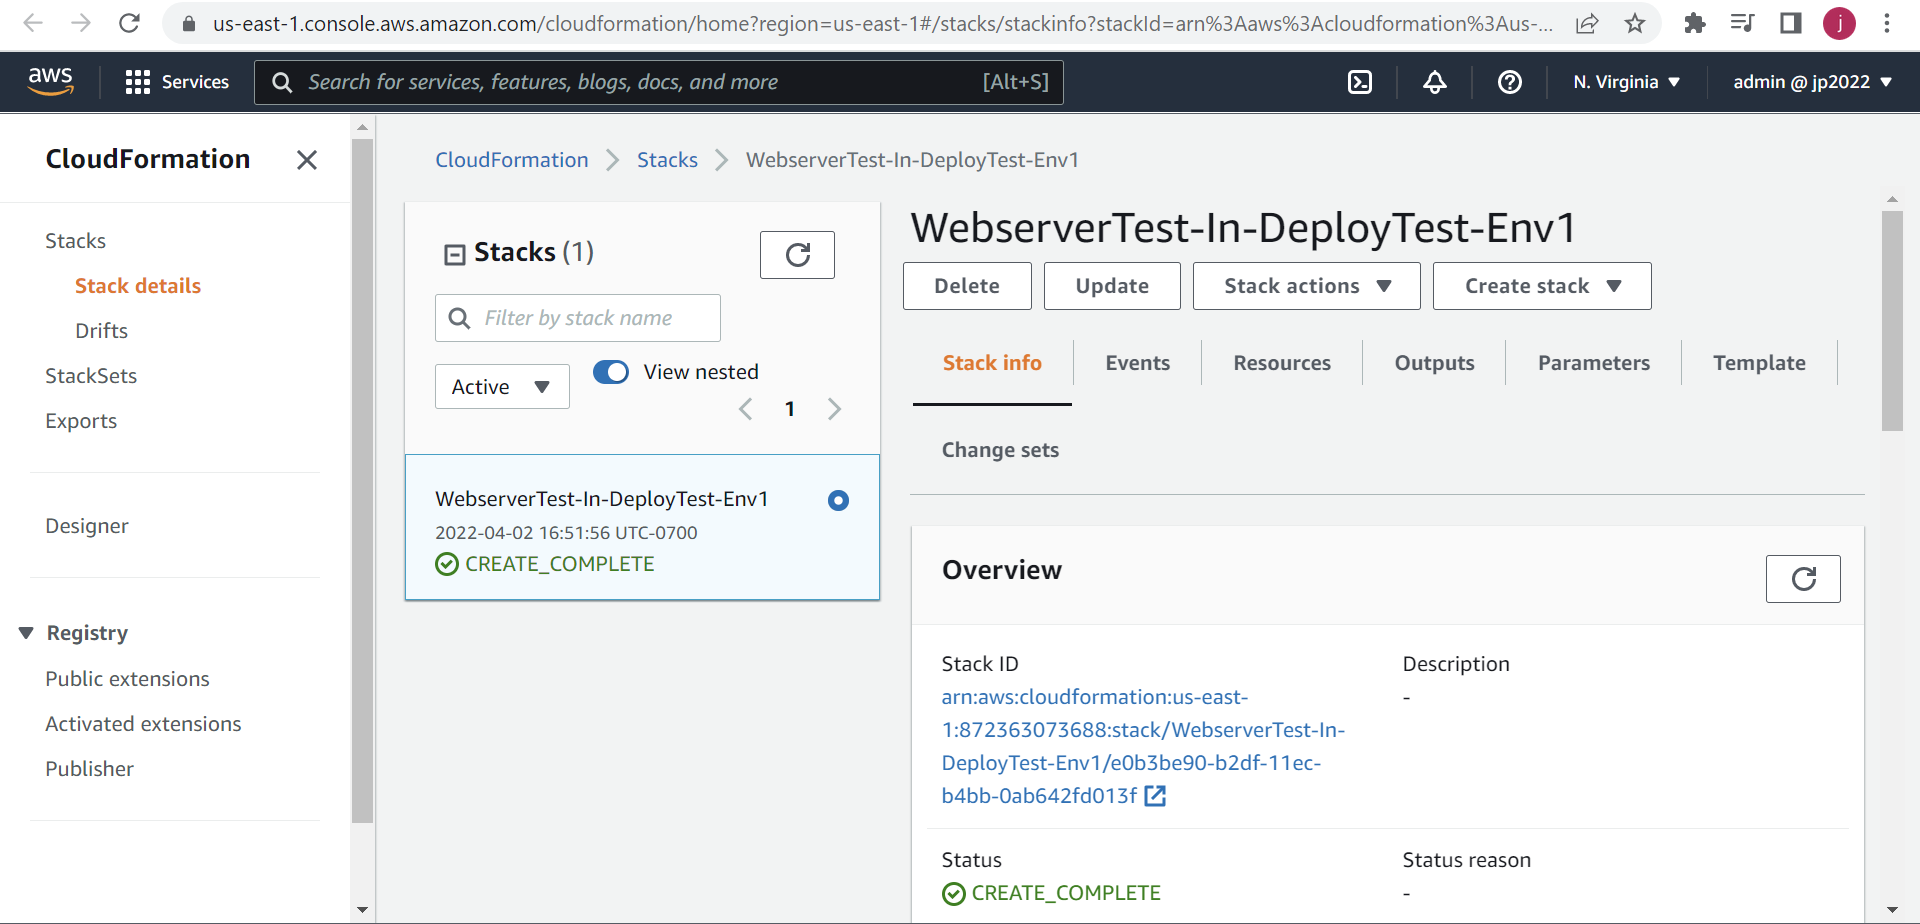 us-east-1.console.aws.amazon.com/cloudformation/home?region=us-east-1#/stacks/stackinfo?stackId=arn%3Aaws%3Acloudformation%3Aus-...
j
aws
Services
Search for services, features, blogs, docs, and more
[Alt+S]
N. Virginia
admin @ jp2022
CloudFormation
Stacks
Stack details
Drifts
StackSets
Exports
Designer
Registry
Public extensions
Activated extensions
Publisher
CloudFormation
Stacks
WebserverTest-In-DeployTest-Env1
Stacks (1)
Filter by stack name
Active
View nested
1
WebserverTest-In-DeployTest-Env1
2022-04-02 16:51:56 UTC-0700
CREATE_COMPLETE
WebserverTest-In-DeployTest-Env1
Delete
Update
Stack actions
Create stack
Stack info
Events
Resources
Outputs
Parameters
Template
Change sets
Overview
Stack ID
arn:aws:cloudformation:us-east-
1:872363073688:stack/WebserverTest-In-
DeployTest-Env1/e0b3be90-b2df-11ec-
b4bb-0ab642fd013f
Description
-
Status
CREATE_COMPLETE
Status reason
-